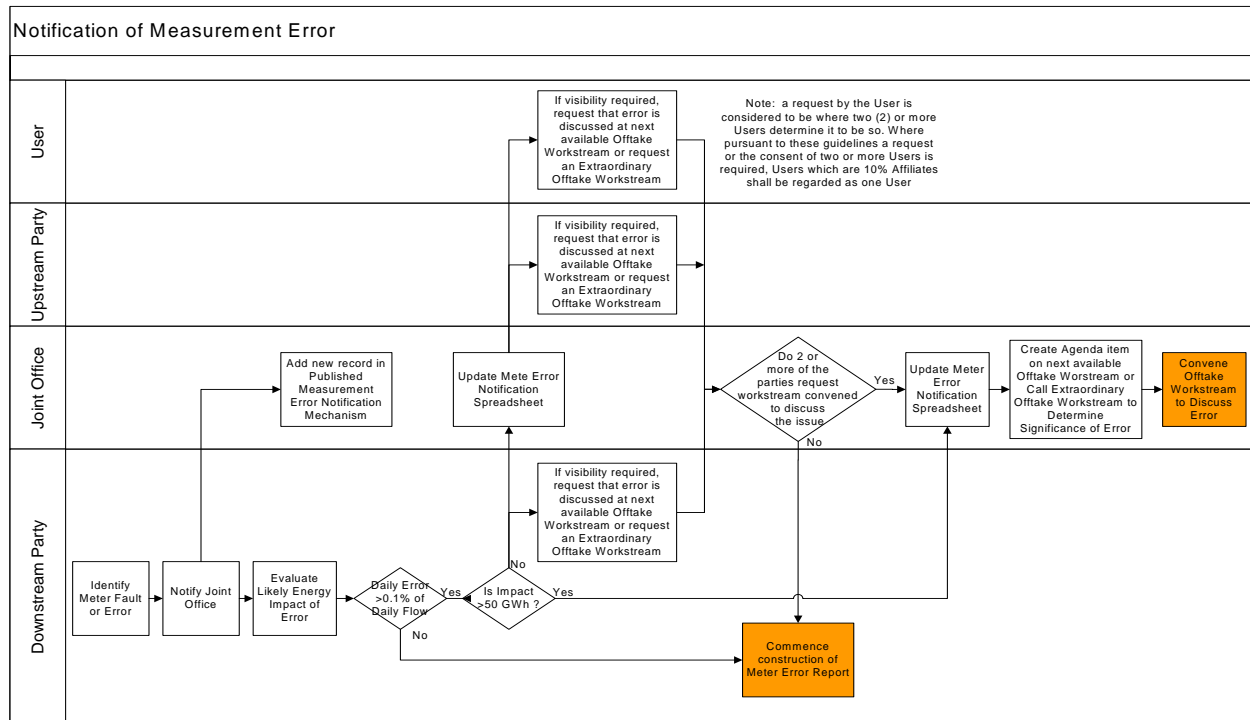 Notification of Measurement Error
User
If visibility required,
request that error is
discussed at next
available Offtake
Workstream or request
an Extraordinary
Offtake Workstream
Note: a request by the User is
considered to be where two (2) or more
Users determine it to be so. Where
pursuant to these guidelines a request
or the consent of two or more Users is
required, Users which are 10% Affiliates
shall be regarded as one User
Upstream Party
If visibility required,
request that error is
discussed at next
available Offtake
Workstream or request
an Extraordinary
Offtake Workstream
Joint Office
Add new record in
Published
Measurement
Error Notification
Mechanism
Update Mete Error
Notification
Spreadsheet
Do 2 or
more of the
parties request
workstream convened
to discuss
the issue
Yes
No
Update Meter
Error
Notification
Spreadsheet
Create Agenda item
on next available
Offtake Worstream or
Call Extraordinary
Offtake Workstream to
Determine
Significance of Error
Convene
Offtake
Workstream
to Discuss
Error
Downstream Party
If visibility required,
request that error is
discussed at next
available Offtake
Workstream or request
an Extraordinary
Offtake Workstream
Identify
Meter Fault
or Error
Notify Joint
Office
Evaluate
Likely Energy
Impact of
Error
Daily Error
>0.1% of
Daily Flow
Yes
No
Is Impact
>50 GWh ?
No
Yes
Commence
construction of
Meter Error Report